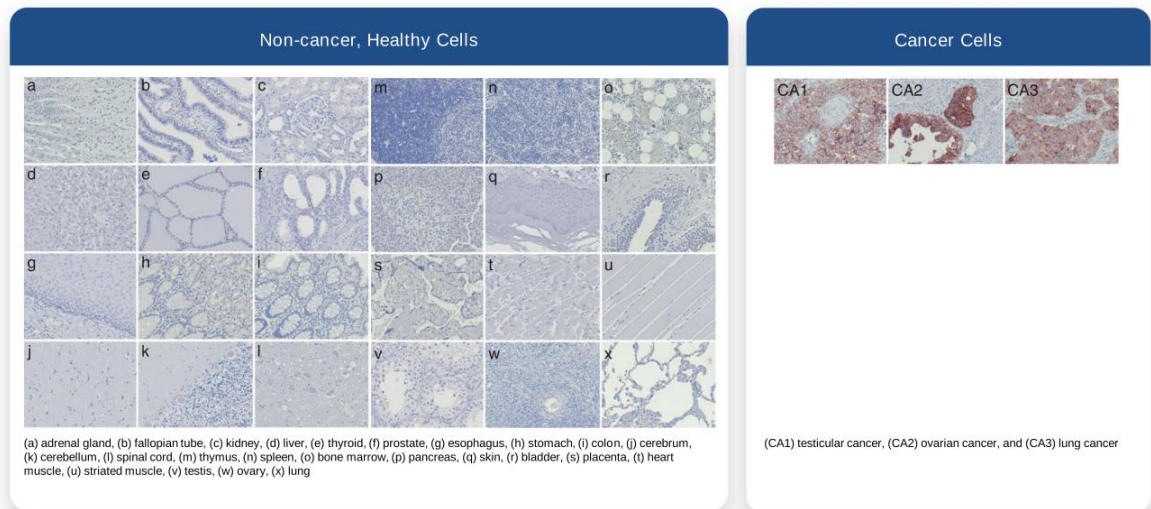 Non-cancer, Healthy Cells
Cancer Cells
a b c m n o
CA1 CA2 CA3
d e f p q r
g h i s t u
j k l v w x
(a) adrenal gland, (b) fallopian tube, (c) kidney, (d) liver, (e) thyroid, (f) prostate, (g) esophagus, (h) stomach, (i) colon, (j) cerebrum,
(k) cerebellum, (l) spinal cord, (m) thymus, (n) spleen, (o) bone marrow, (p) pancreas, (q) skin, (r) bladder, (s) placenta, (t) heart
muscle, (u) striated muscle, (v) testis, (w) ovary, (x) lung
(CA1) testicular cancer, (CA2) ovarian cancer, and (CA3) lung cancer